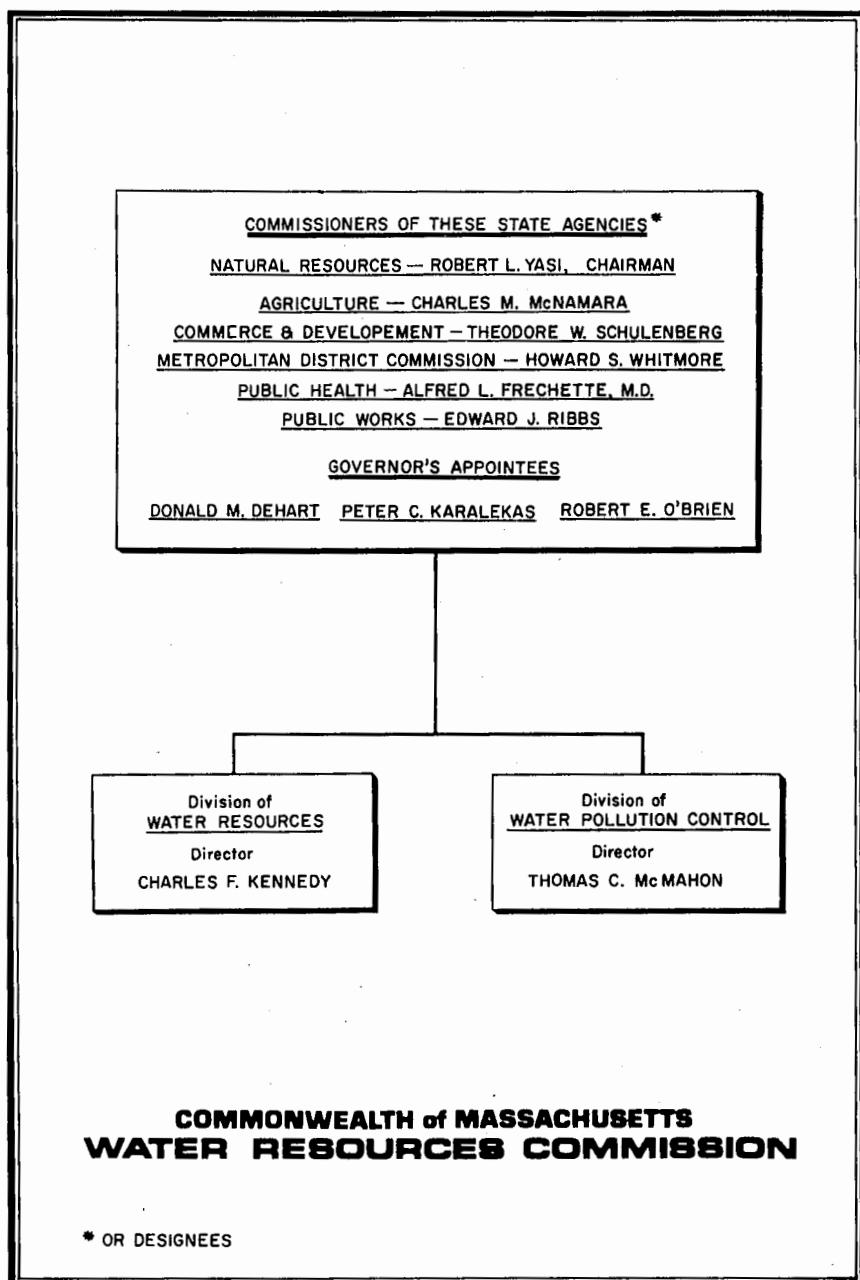 COMMISSIONERS OF THESE STATE AGENCIES*
NATURAL RESOURCES — ROBERT L. YASI, CHAIRMAN
AGRICULTURE — CHARLES M. McNAMARA
COMMERCE & DEVELOPEMENT — THEODORE W. SCHULENBERG
METROPOLITAN DISTRICT COMMISSION — HOWARD S. WHITMORE
PUBLIC HEALTH — ALFRED L. FRECHETTE, M.D.
PUBLIC WORKS — EDWARD J. RIBBS
GOVERNOR'S APPOINTEES
DONALD M. DEHART PETER C. KARALEKAS ROBERT E. O'BRIEN
Division of
WATER RESOURCES
Director
CHARLES F. KENNEDY
Division of
WATER POLLUTION CONTROL
Director
THOMAS C. McMAHON
COMMONWEALTH of MASSACHUSETTS
WATER RESOURCES COMMISSION
* OR DESIGNEES